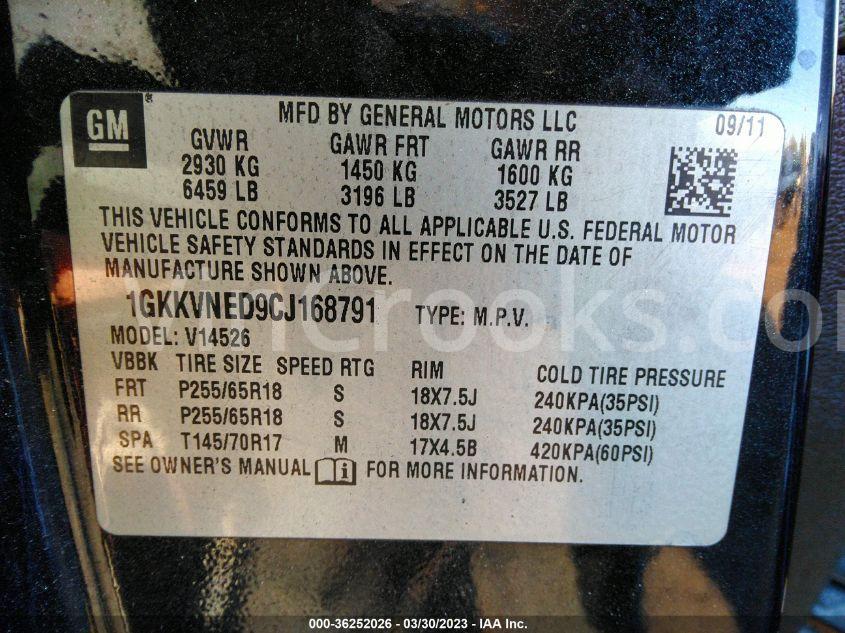 GM
MFD BY GENERAL MOTORS LLC 09/11
GVWR GAWR FRT GAWR RR
2930 KG 1450 KG 1600 KG
6459 LB 3196 LB 3527 LB
THIS VEHICLE CONFORMS TO ALL APPLICABLE U.S. FEDERAL MOTOR
VEHICLE SAFETY STANDARDS IN EFFECT ON THE DATE OF
MANUFACTURE SHOWN ABOVE.
1GKKVNED9CJ168791 TYPE: M.P.V.
MODEL: V14526
VBBK TIRE SIZE SPEED RTG RIM COLD TIRE PRESSURE
FRT P255/65R18 S 18X7.5J 240KPA(35PSI)
RR P255/65R18 S 18X7.5J 240KPA(35PSI)
SPA T145/70R17 M 17X4.5B 420KPA(60PSI)
SEE OWNER'S MANUAL i FOR MORE INFORMATION.
000-36252026 - 03/30/2023 - IAA Inc.